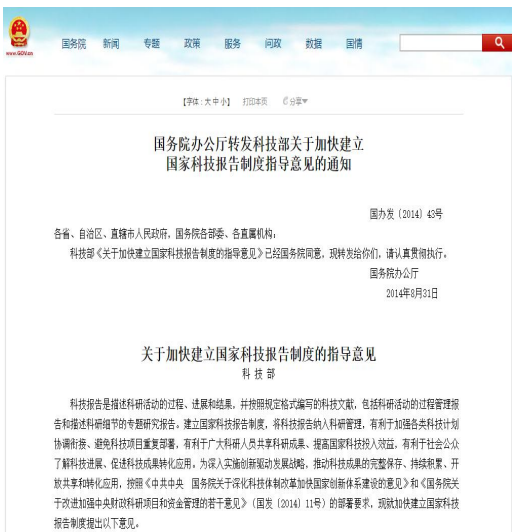 国务院 新闻 专题 政策 服务 问政 数据 国情
www.GOV.cn
【字体：大 中 小】 打印本页 分享
国务院办公厅转发科技部关于加快建立
国家科技报告制度指导意见的通知
国办发〔2014〕43号
各省、自治区、直辖市人民政府，国务院各部委、各直属机构：
科技部《关于加快建立国家科技报告制度的指导意见》已经国务院同意，现转发给你们，请认真贯彻执行。
国务院办公厅
2014年8月31日
关于加快建立国家科技报告制度的指导意见
科 技 部
科技报告是描述科研活动的过程、进展和结果，并按照规定格式编写的科技文献，包括科研活动的过程管理报
告和描述科研细节的专题研究报告。建立国家科技报告制度，将科技报告纳入科研管理，有利于加强各类科技计划
协调衔接、避免科技项目重复部署，有利于广大科研人员共享科研成果、提高国家科技投入效益，有利于社会公众
了解科技进展、促进科技成果转化应用。为深入实施创新驱动发展战略，推动科技成果的完整保存、持续积累、开
放共享和转化应用，按照《中共中央 国务院关于深化科技体制改革加快国家创新体系建设的意见》和《国务院关
于改进加强中央财政科研项目和资金管理的若干意见》（国发〔2014〕11号）的部署要求，现就加快建立国家科技
报告制度提出以下意见。